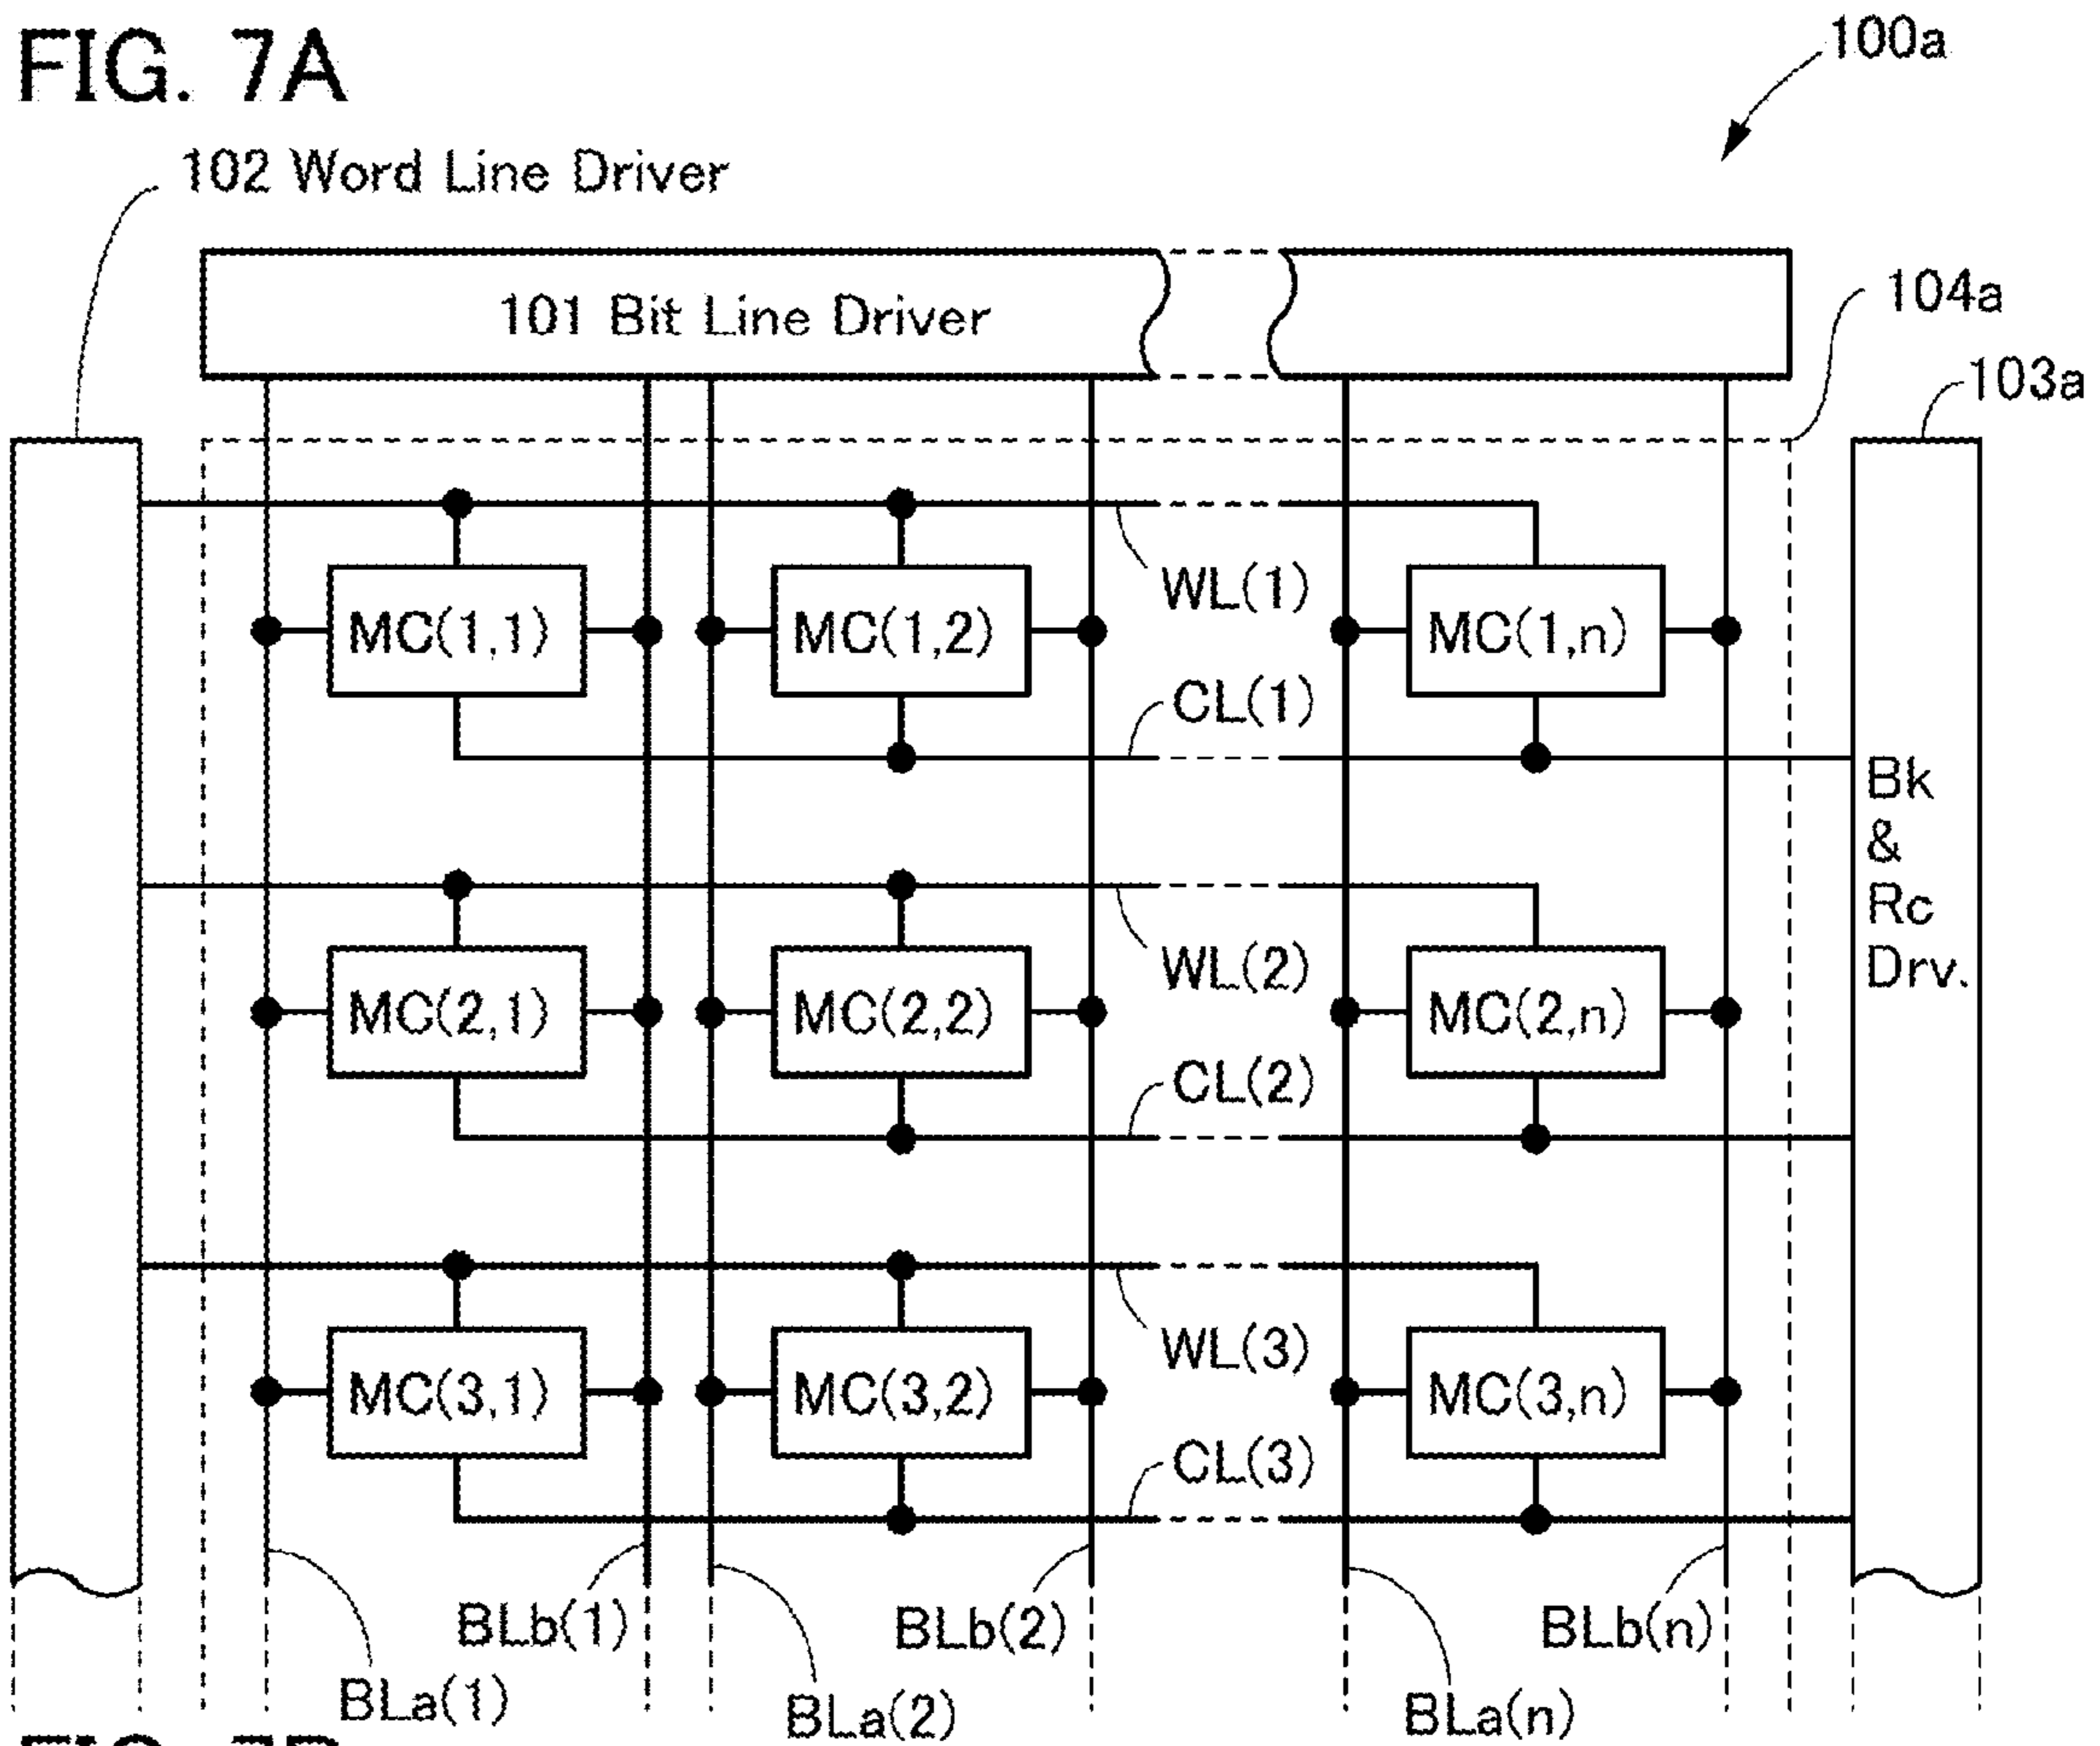 FIG. 7A
100a
102 Word Line Driver
101 Bit Line Driver
104a
103a
WL(1)
MC(1,1)
MC(1,2)
MC(1,n)
CL(1)
Bk
&
Rc
Drv.
WL(2)
MC(2,1)
MC(2,2)
MC(2,n)
CL(2)
WL(3)
MC(3,1)
MC(3,2)
MC(3,n)
CL(3)
BLb(1)
BLb(2)
BLb(n)
BLa(1)
BLa(2)
BLa(n)